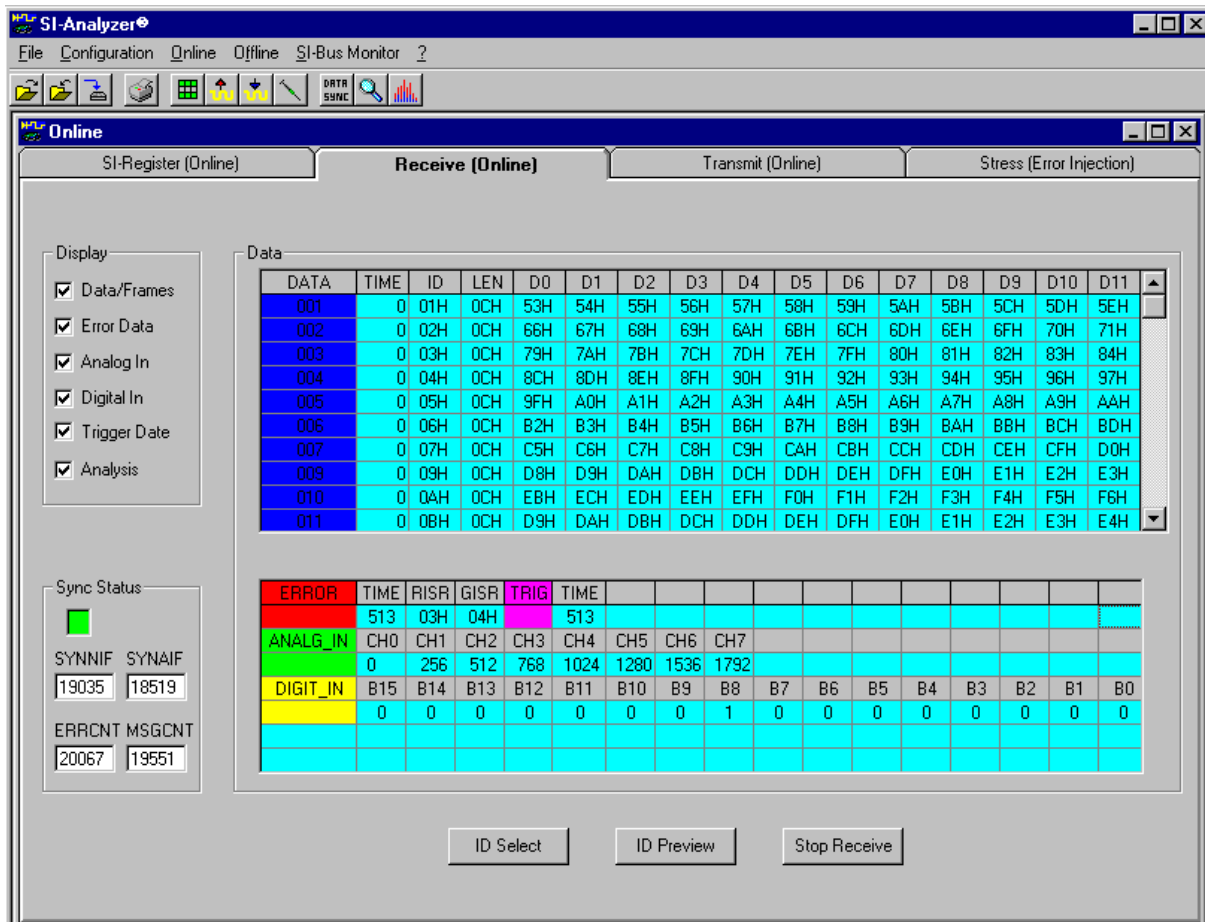 SI-Analyzer®
File Configuration Online Offline SI-Bus Monitor ?
DATA SYNC
Online
SI-Register (Online) Receive (Online) Transmit (Online) Stress (Error Injection)
Display
Data/Frames
Error Data
Analog In
Digital In
Trigger Date
Analysis
Data
DATA TIME ID LEN D0 D1 D2 D3 D4 D5 D6 D7 D8 D9 D10 D11
001 0 01H 0CH 53H 54H 55H 56H 57H 58H 59H 5AH 5BH 5CH 5DH 5EH
002 0 02H 0CH 66H 67H 68H 69H 6AH 6BH 6CH 6DH 6EH 6FH 70H 71H
003 0 03H 0CH 79H 7AH 7BH 7CH 7DH 7EH 7FH 80H 81H 82H 83H 84H
004 0 04H 0CH 8CH 8DH 8EH 8FH 90H 91H 92H 93H 94H 95H 96H 97H
005 0 05H 0CH 9FH A0H A1H A2H A3H A4H A5H A6H A7H A8H A9H AAH
006 0 06H 0CH B2H B3H B4H B5H B6H B7H B8H B9H BAH BBH BCH BDH
007 0 07H 0CH C5H C6H C7H C8H C9H CAH CBH CCH CDH CEH CFH D0H
009 0 09H 0CH D8H D9H DAH DBH DCH DDH DEH DFH E0H E1H E2H E3H
010 0 0AH 0CH EBH ECH EDH EEH EFH F0H F1H F2H F3H F4H F5H F6H
011 0 0BH 0CH D9H DAH DBH DCH DDH DEH DFH E0H E1H E2H E3H E4H
Sync Status
SYNNIF SYNAIF
19035 18519
ERRCNT MSGCNT
20067 19551
ERROR TIME RISR GISR TRIG TIME
513 03H 04H 513
ANALG_IN CH0 CH1 CH2 CH3 CH4 CH5 CH6 CH7
0 256 512 768 1024 1280 1536 1792
DIGIT_IN B15 B14 B13 B12 B11 B10 B9 B8 B7 B6 B5 B4 B3 B2 B1 B0
0 0 0 0 0 0 0 1 0 0 0 0 0 0 0 0
ID Select ID Preview Stop Receive